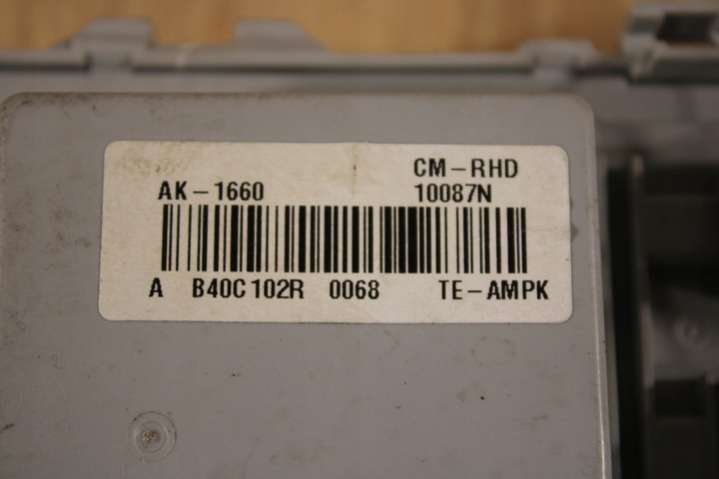 CM-RHD
AK-1660 10087N
A B40C102R 0068 TE-AMPK